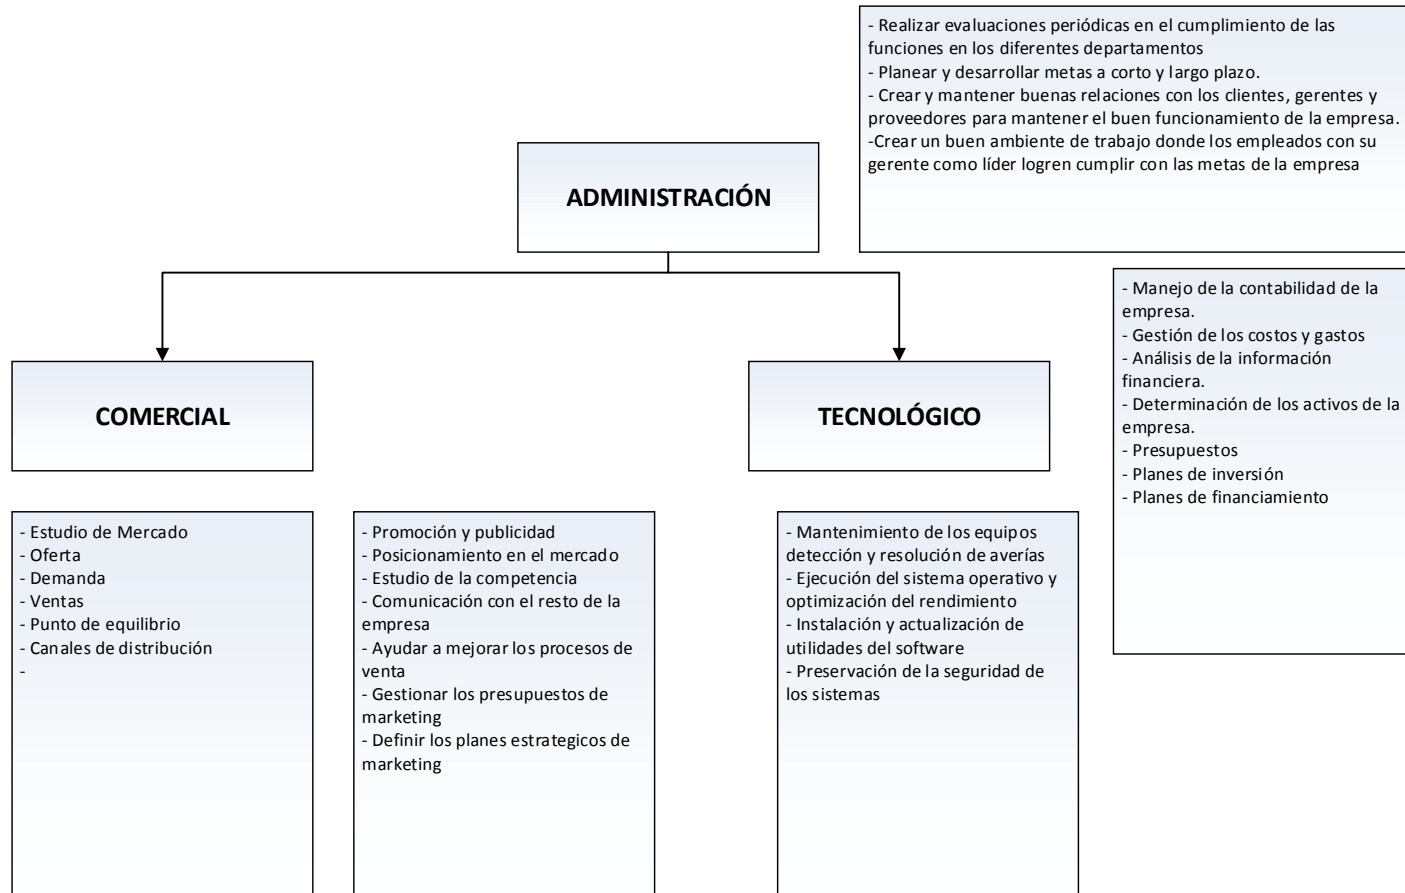 - Realizar evaluaciones periódicas en el cumplimiento de las
funciones en los diferentes departamentos
- Planear y desarrollar metas a corto y largo plazo.
- Crear y mantener buenas relaciones con los clientes, gerentes y
proveedores para mantener el buen funcionamiento de la empresa.
-Crear un buen ambiente de trabajo donde los empleados con su
gerente como líder logren cumplir con las metas de la empresa
ADMINISTRACIÓN
- Manejo de la contabilidad de la
empresa.
- Gestión de los costos y gastos
- Análisis de la información
financiera.
- Determinación de los activos de la
empresa.
- Presupuestos
- Planes de inversión
- Planes de financiamiento
COMERCIAL
TECNOLÓGICO
- Estudio de Mercado
- Oferta
- Demanda
- Ventas
- Punto de equilibrio
- Canales de distribución
-
- Promoción y publicidad
- Posicionamiento en el mercado
- Estudio de la competencia
- Comunicación con el resto de la
empresa
- Ayudar a mejorar los procesos de
venta
- Gestionar los presupuestos de
marketing
- Definir los planes estrategicos de
marketing
- Mantenimiento de los equipos
detección y resolución de averías
- Ejecución del sistema operativo y
optimización del rendimiento
- Instalación y actualización de
utilidades del software
- Preservación de la seguridad de
los sistemas